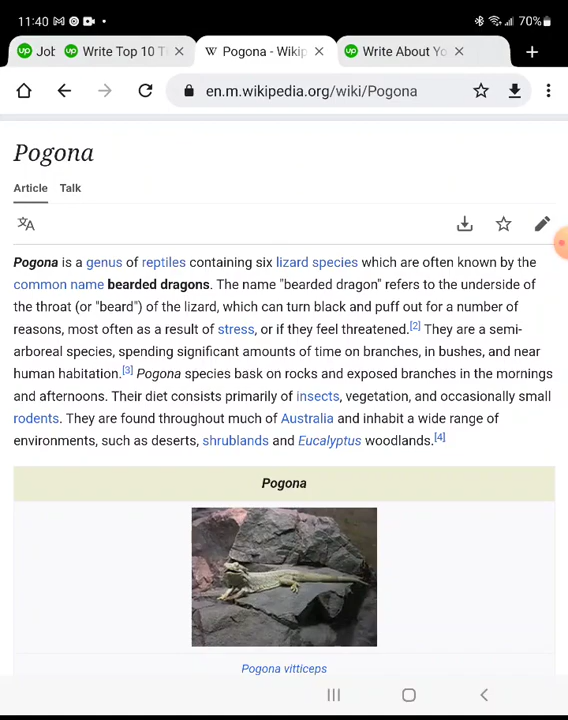 11:40 70%
Job Write Top 10 T Pogona - Wikip Write About Yo
en.m.wikipedia.org/wiki/Pogona
Pogona
Article Talk
Pogona is a genus of reptiles containing six lizard species which are often known by the
common name bearded dragons. The name "bearded dragon" refers to the underside of
the throat (or "beard") of the lizard, which can turn black and puff out for a number of
reasons, most often as a result of stress, or if they feel threatened.[2] They are a semi-
arboreal species, spending significant amounts of time on branches, in bushes, and near
human habitation.[3] Pogona species bask on rocks and exposed branches in the mornings
and afternoons. Their diet consists primarily of insects, vegetation, and occasionally small
rodents. They are found throughout much of Australia and inhabit a wide range of
environments, such as deserts, shrublands and Eucalyptus woodlands.[4]
Pogona
Pogona vitticeps